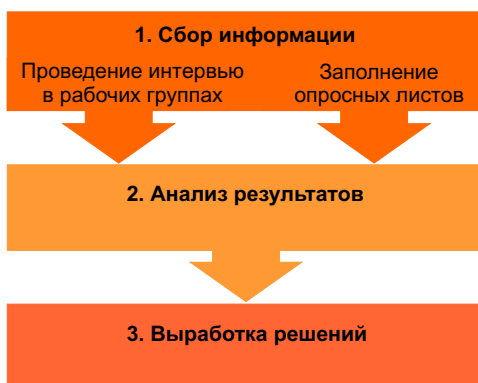 1. Сбор информации
Проведение интервью
в рабочих группах
Заполнение
опросных листов
2. Анализ результатов
3. Выработка решений